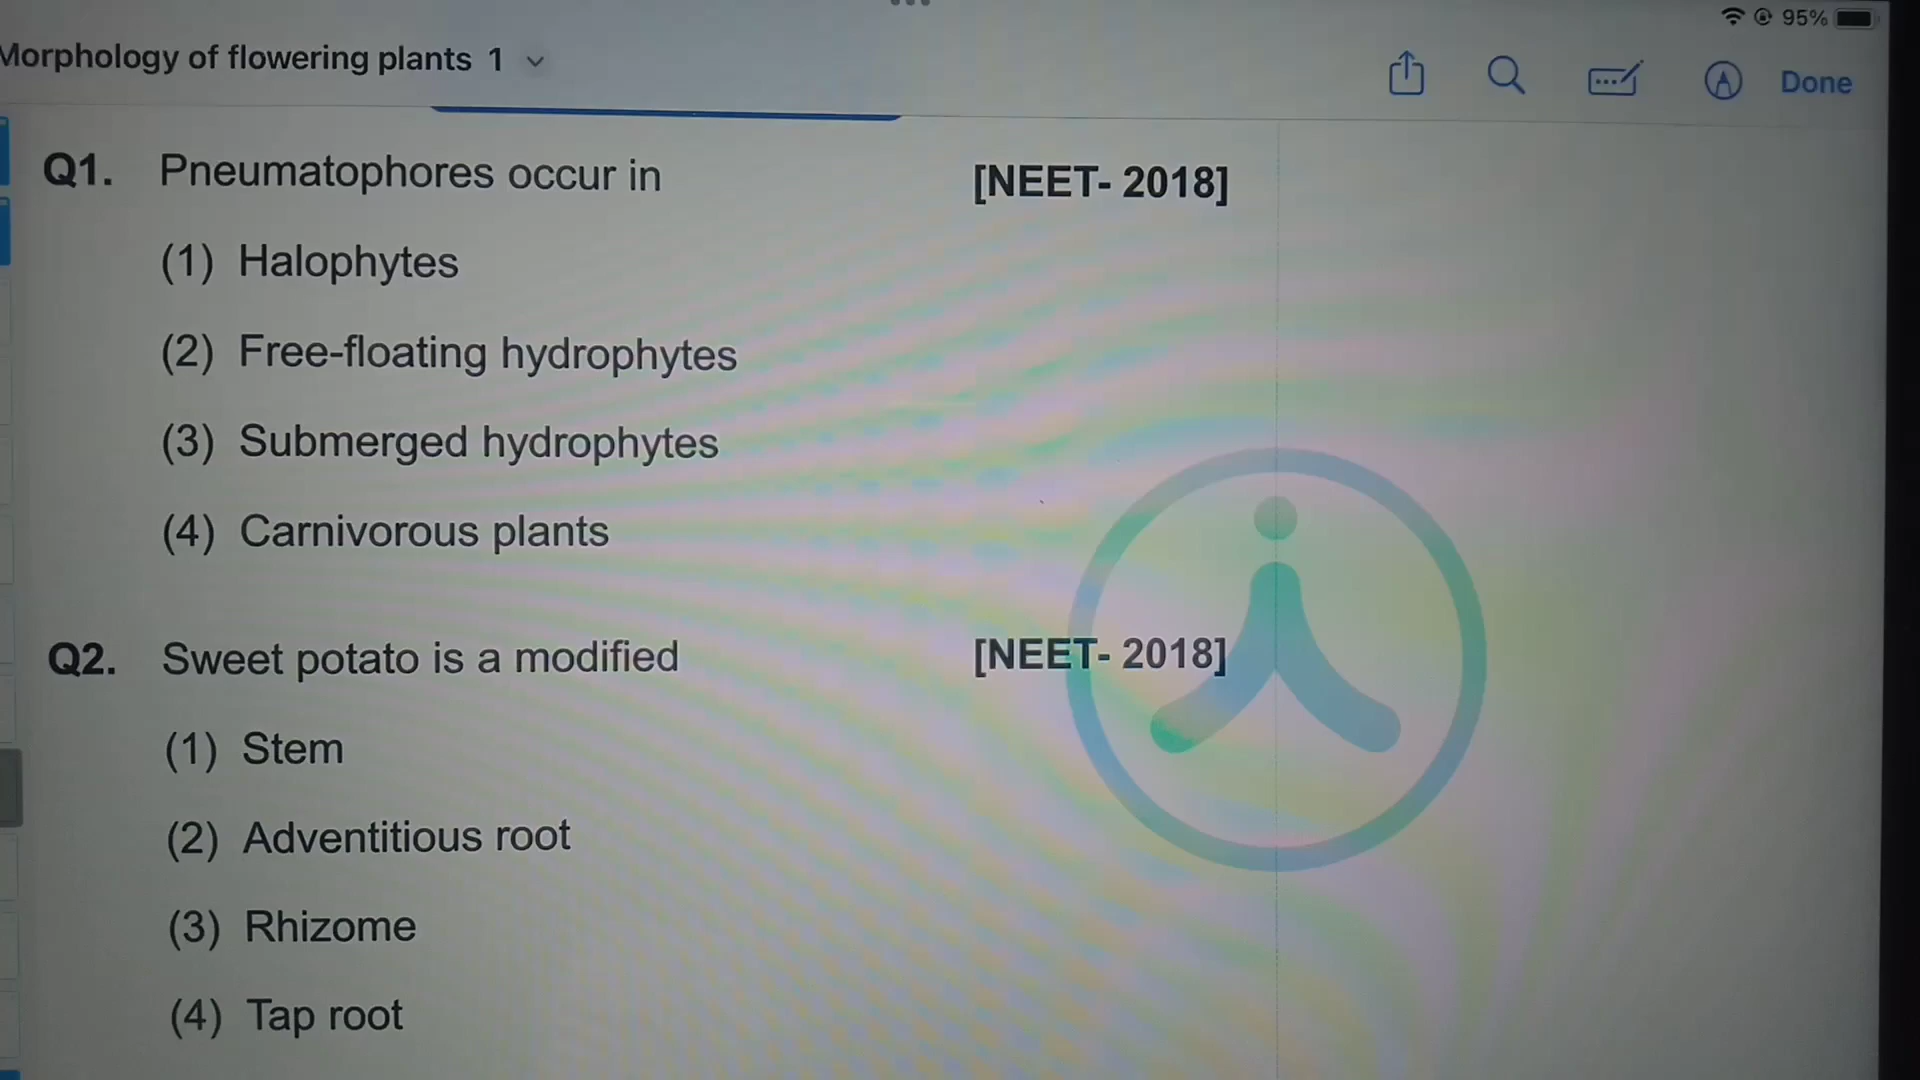 95%
Morphology of flowering plants 1
Done
Q1. Pneumatophores occur in [NEET- 2018]
(1) Halophytes
(2) Free-floating hydrophytes
(3) Submerged hydrophytes
(4) Carnivorous plants
Q2. Sweet potato is a modified [NEET- 2018]
(1) Stem
(2) Adventitious root
(3) Rhizome
(4) Tap root